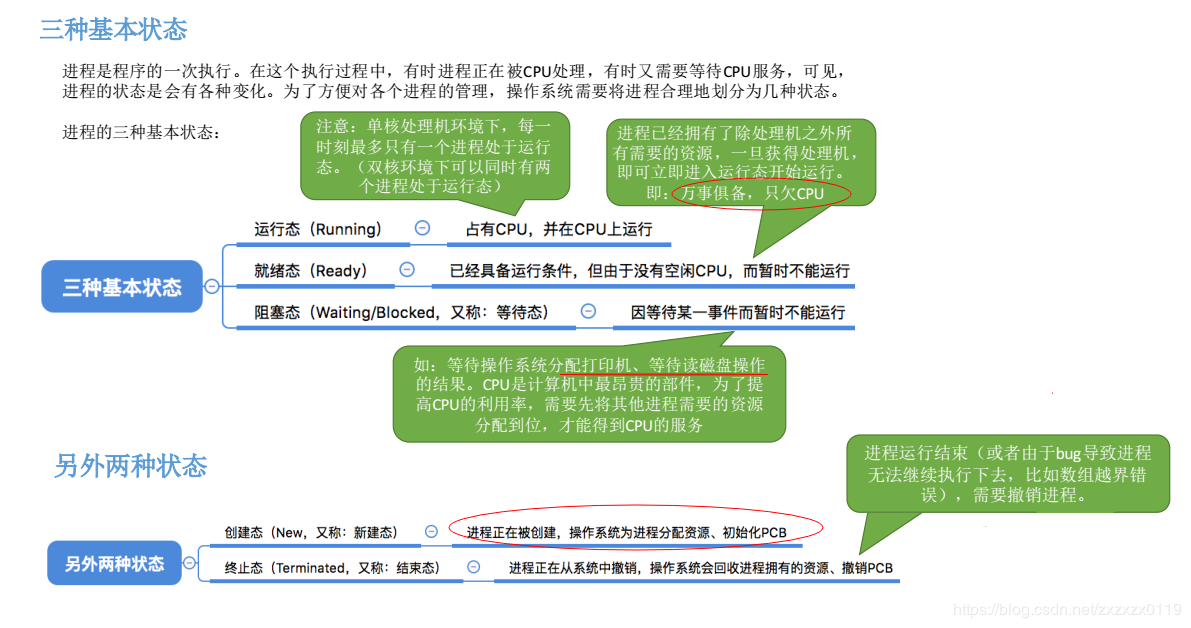 三种基本状态
进程是程序的一次执行。在这个执行过程中，有时进程正在被CPU处理，有时又需要等待CPU服务，可见，
进程的状态是会有各种变化。为了方便对各个进程的管理，操作系统需要将进程合理地划分为几种状态。
进程的三种基本状态：
注意：单核处理机环境下，每一
时刻最多只有一个进程处于运行
态。（双核环境下可以同时有两
个进程处于运行态）
进程已经拥有了除处理机之外所
有需要的资源，一旦获得处理机，
即可立即进入运行态开始运行。
即：万事俱备，只欠CPU
三种基本状态
运行态（Running）
占有CPU，并在CPU上运行
就绪态（Ready）
已经具备运行条件，但由于没有空闲CPU，而暂时不能运行
阻塞态（Waiting/Blocked，又称：等待态）
因等待某一事件而暂时不能运行
如：等待操作系统分配打印机、等待读磁盘操作
的结果。CPU是计算机中最昂贵的部件，为了提
高CPU的利用率，需要先将其他进程需要的资源
分配到位，才能得到CPU的服务
另外两种状态
进程运行结束（或者由于bug导致进程
无法继续执行下去，比如数组越界错
误），需要撤销进程。
另外两种状态
创建态（New，又称：新建态）
进程正在被创建，操作系统为进程分配资源、初始化PCB
终止态（Terminated，又称：结束态）
进程正在从系统中撤销，操作系统会回收进程拥有的资源、撤销PCB
https://blog.csdn.net/zxzxzx0119